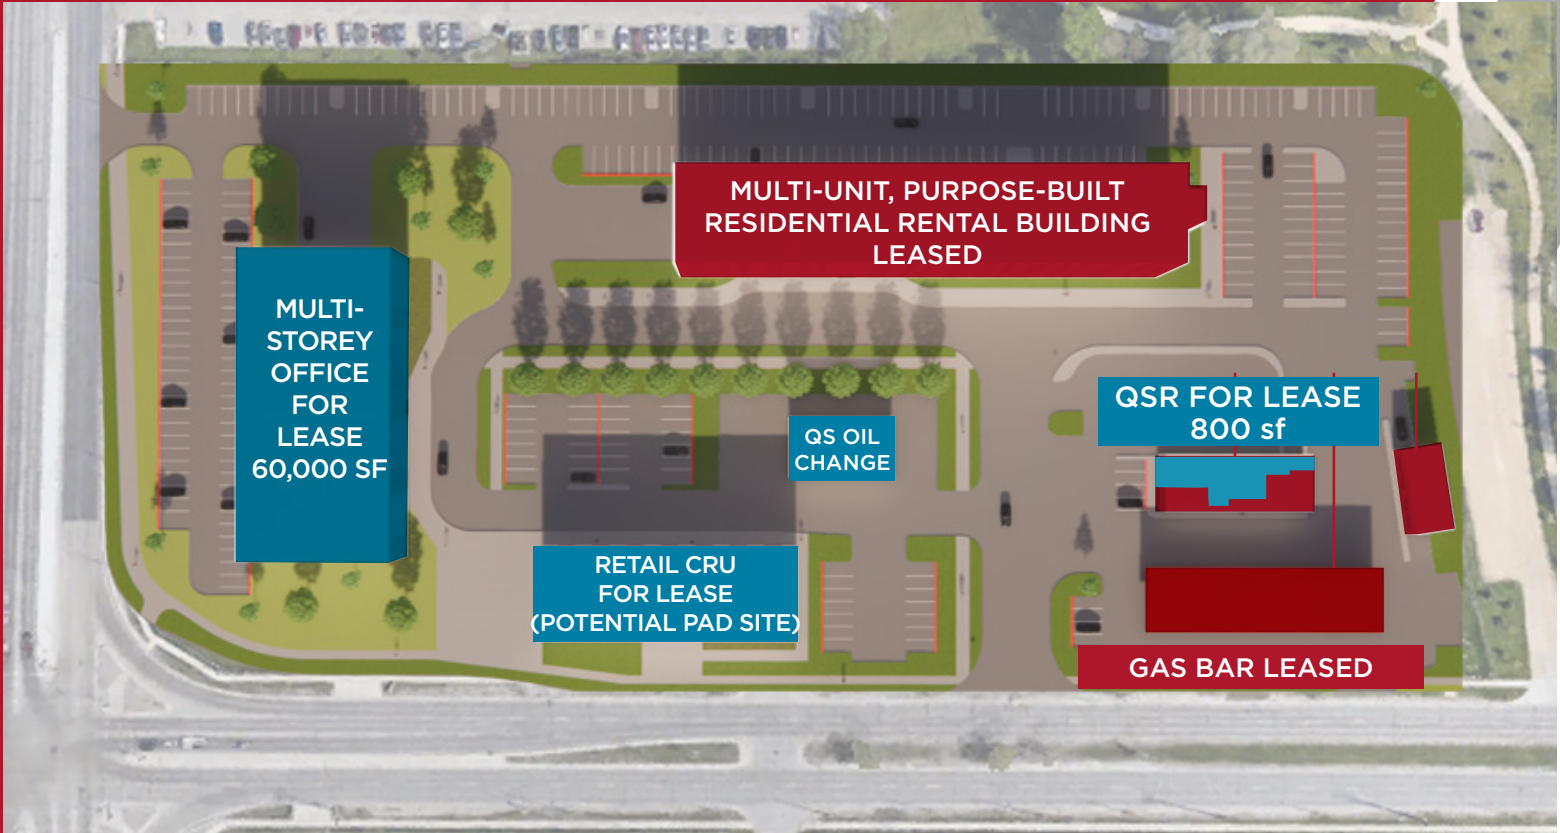 MULTI-UNIT, PURPOSE-BUILT
RESIDENTIAL RENTAL BUILDING
LEASED
MULTI-
STOREY
OFFICE
FOR
LEASE
60,000 SF
QSR FOR LEASE
800 sf
QS OIL
CHANGE
RETAIL CRU
FOR LEASE
(POTENTIAL PAD SITE)
GAS BAR LEASED